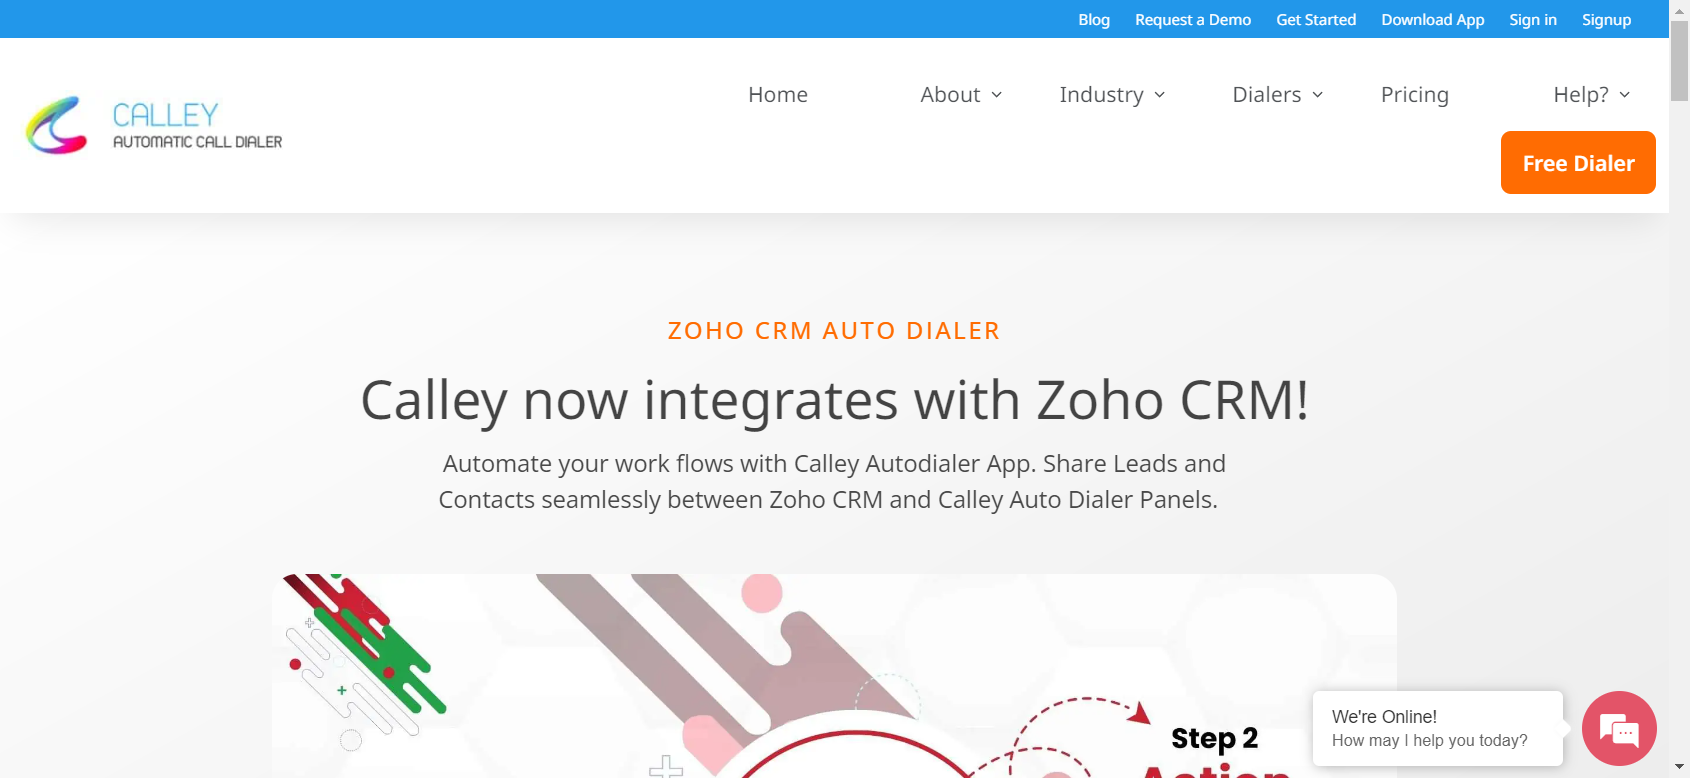 Blog Request a Demo Get Started Download App Sign in Signup
CALLEY
AUTOMATIC CALL DIALER
Home About Industry Dialers Pricing Help?
Free Dialer
ZOHO CRM AUTO DIALER
Calley now integrates with Zoho CRM!
Automate your work flows with Calley Autodialer App. Share Leads and
Contacts seamlessly between Zoho CRM and Calley Auto Dialer Panels.
Step 2
Action
We're Online!
How may I help you today?